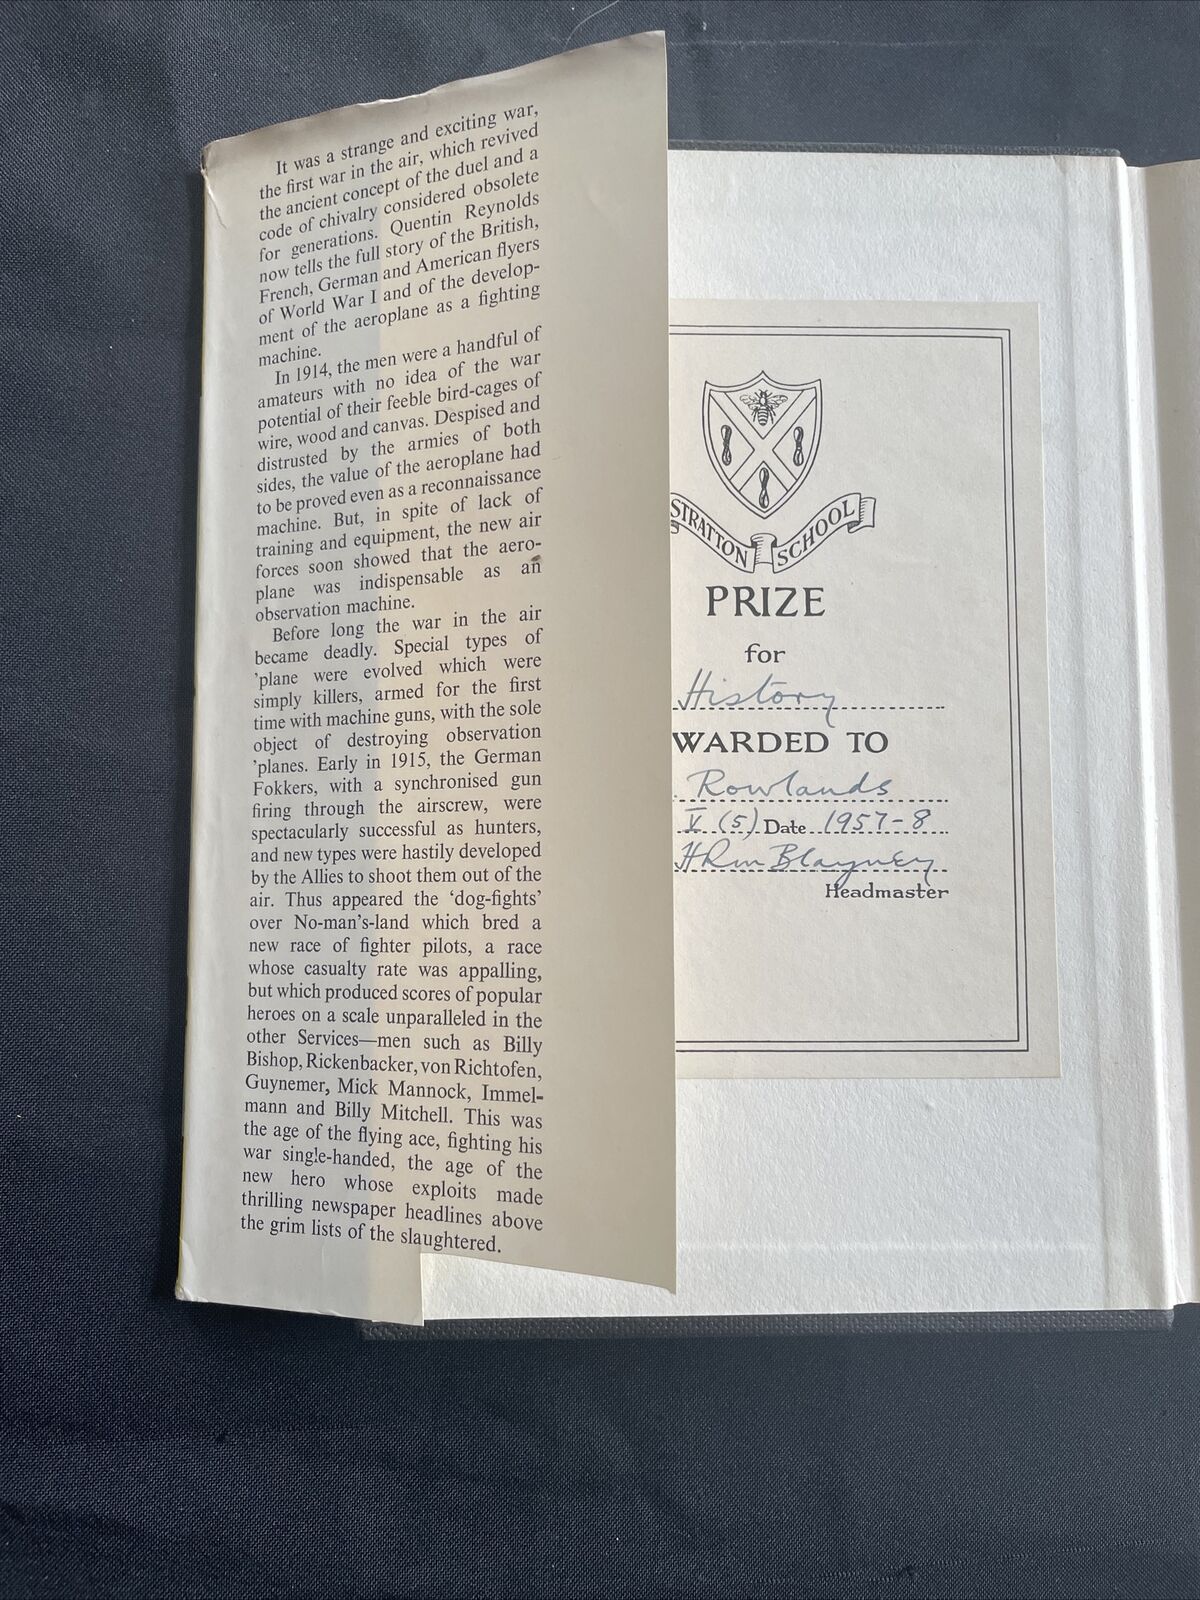 It was a strange and exciting war,
the first war in the air, which revived
the ancient concept of the duel and a
code of chivalry considered obsolete
for generations. Quentin Reynolds
now tells the full story of the British,
French, German and American flyers
of World War I and of the develop-
ment of the aeroplane as a fighting
machine.
In 1914, the men were a handful of
amateurs with no idea of the war
potential of their feeble bird-cages of
wire, wood and canvas. Despised and
distrusted by the armies of both
sides, the value of the aeroplane had
to be proved even as a reconnaissance
machine. But, in spite of lack of
training and equipment, the new air
forces soon showed that the aero-
plane was indispensable as an
observation machine.
Before long the war in the air
became deadly. Special types of
'plane were evolved which were
simply killers, armed for the first
time with machine guns, with the sole
object of destroying observation
'planes. Early in 1915, the German
Fokkers, with a synchronised gun
firing through the airscrew, were
spectacularly successful as hunters,
and new types were hastily developed
by the Allies to shoot them out of the
air. Thus appeared the ‘dog-fights’
over No-man's-land which bred a
new race of fighter pilots, a race
whose casualty rate was appalling,
but which produced scores of popular
heroes on a scale unparalleled in the
other Services—men such as Billy
Bishop, Rickenbacker, von Richtofen,
Guynemer, Mick Mannock, Immel-
mann and Billy Mitchell. This was
the age of the flying ace, fighting his
war single-handed, the age of the
new hero whose exploits made
thrilling newspaper headlines above
the grim lists of the slaughtered.
STRATTON SCHOOL
PRIZE
for
History
WARDED TO
. Rowlands
V (5) Date 1957-8
HRM Blayney
Headmaster